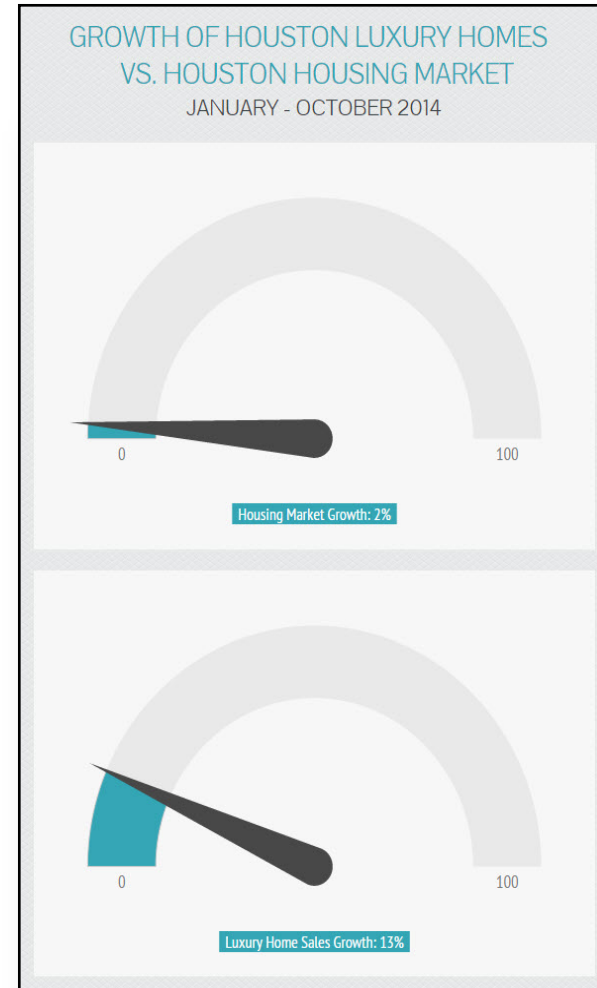 GROWTH OF HOUSTON LUXURY HOMES
VS. HOUSTON HOUSING MARKET
JANUARY - OCTOBER 2014
0
100
Housing Market Growth: 2%
0
100
Luxury Home Sales Growth: 13%